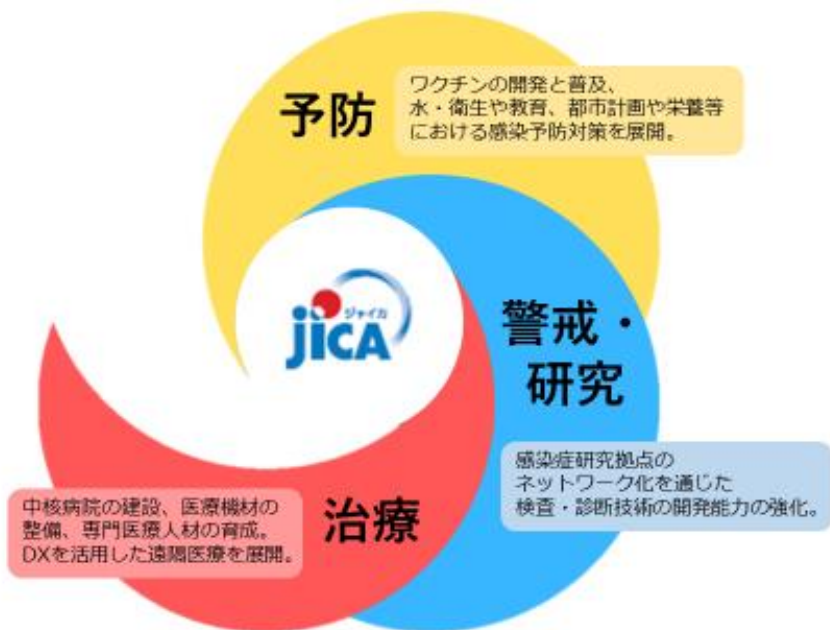 予防
ワクチンの開発と普及、
水・衛生や教育、都市計画や栄養等
における感染予防対策を展開。
ジャイカ
jICA
警戒・
研究
感染症研究拠点の
ネットワーク化を通じた
検査・診断技術の開発能力の強化。
治療
中核病院の建設、医療機材の
整備、専門医療人材の育成。
DXを活用した遠隔医療を展開。